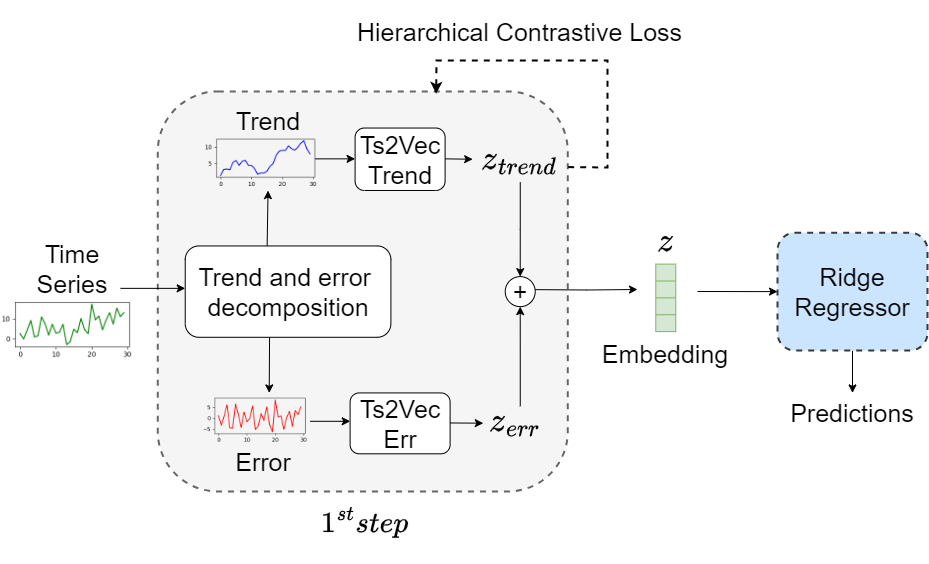 Hierarchical Contrastive Loss
Trend
10
5
0 10 20 30
Ts2Vec
Trend
z_{trend}
Time
Series
10
0
0 10 20 30
Trend and error
decomposition
+
z
Embedding
Ridge
Regressor
Predictions
5
0
−5
0 10 20 30
Error
Ts2Vec
Err
z_{err}
1^{st} step